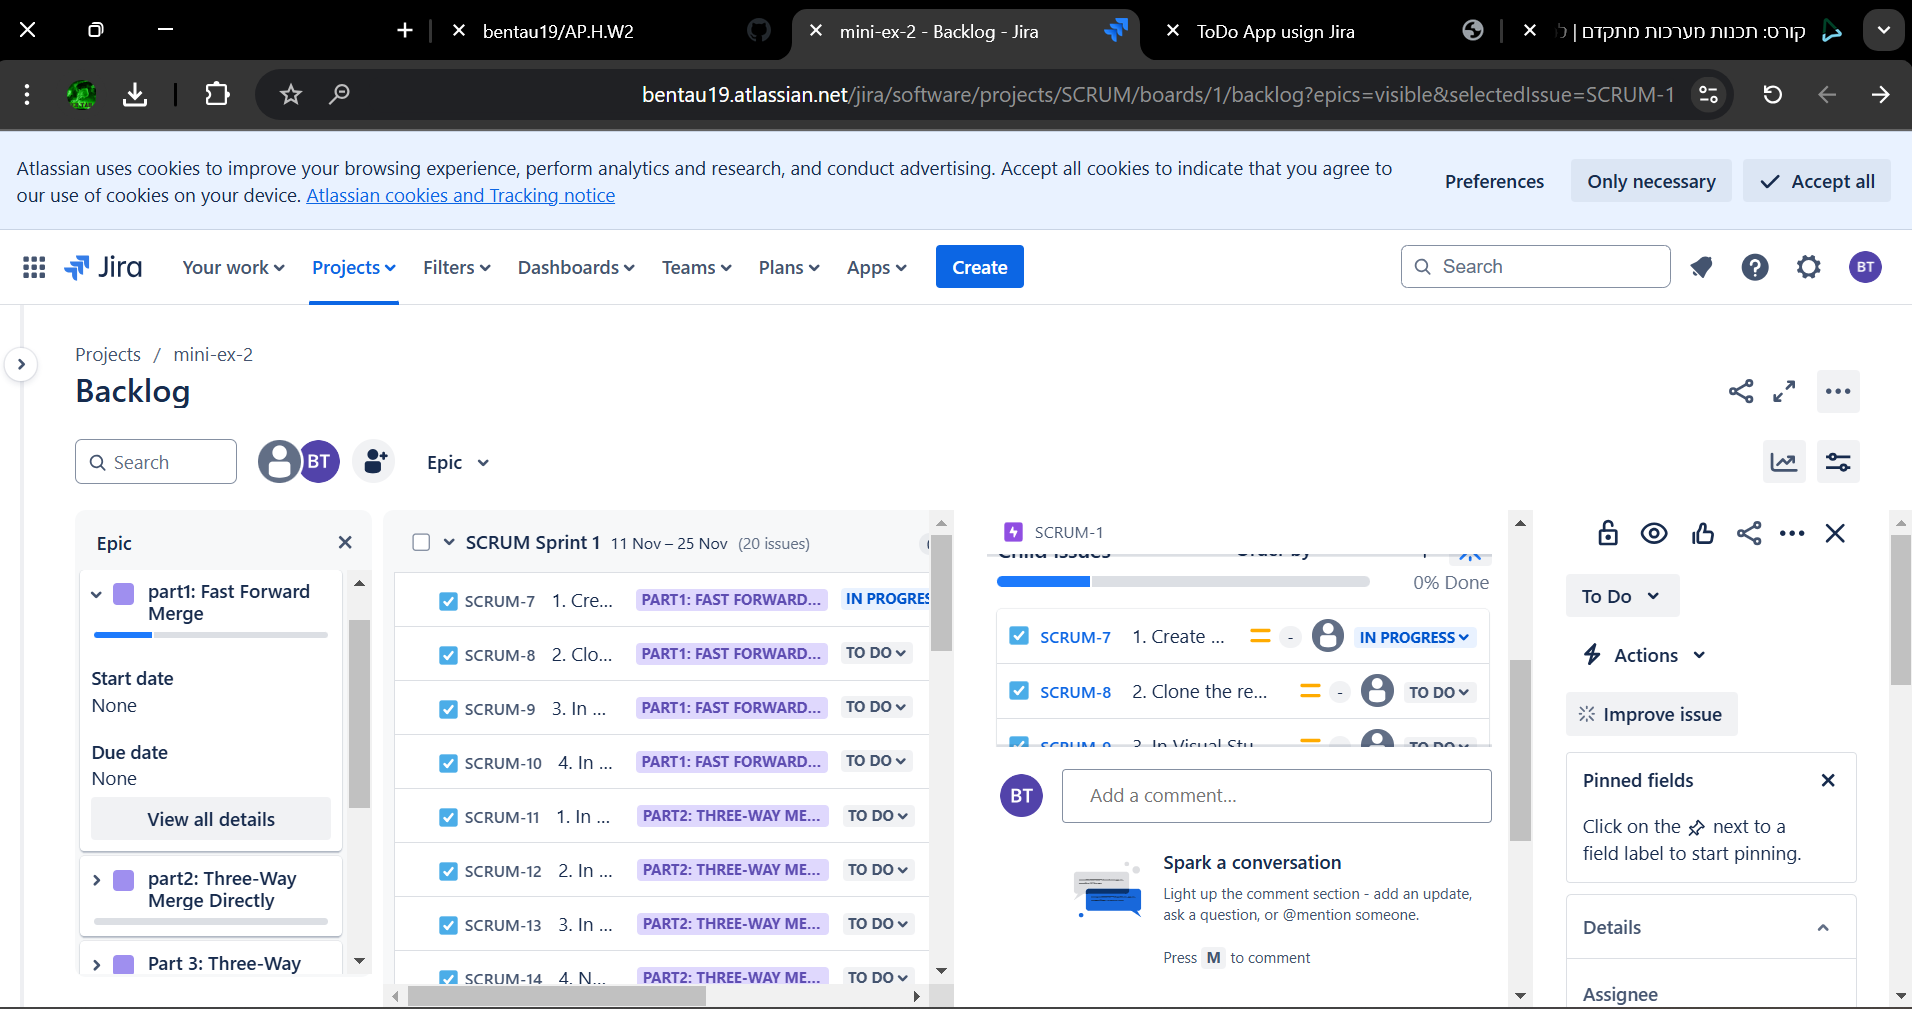 bentau19/AP.H.W2
mini-ex-2 - Backlog - Jira
ToDo App usign Jira
קורס: תכנות מערכות מתקדם |
bentau19.atlassian.net/jira/software/projects/SCRUM/boards/1/backlog?epics=visible&selectedIssue=SCRUM-1
Atlassian uses cookies to improve your browsing experience, perform analytics and research, and conduct advertising. Accept all cookies to indicate that you agree to
our use of cookies on your device. Atlassian cookies and Tracking notice
Preferences
Only necessary
Accept all
Jira
Your work
Projects
Filters
Dashboards
Teams
Plans
Apps
Create
Search
BT
Projects / mini-ex-2
Backlog
Search
BT
Epic
Epic
part1: Fast Forward
Merge
Start date
None
Due date
None
View all details
part2: Three-Way
Merge Directly
Part 3: Three-Way
SCRUM Sprint 1 11 Nov – 25 Nov (20 issues)
SCRUM-7 1. Cre... PART1: FAST FORWARD... IN PROGRES
SCRUM-8 2. Clo... PART1: FAST FORWARD... TO DO
SCRUM-9 3. In ... PART1: FAST FORWARD... TO DO
SCRUM-10 4. In ... PART1: FAST FORWARD... TO DO
SCRUM-11 1. In ... PART2: THREE-WAY ME... TO DO
SCRUM-12 2. In ... PART2: THREE-WAY ME... TO DO
SCRUM-13 3. In ... PART2: THREE-WAY ME... TO DO
SCRUM-14 4. N... PART2: THREE-WAY ME... TO DO
SCRUM-1
Child issues Order by
0% Done
SCRUM-7 1. Create ... - IN PROGRESS
SCRUM-8 2. Clone the re... - TO DO
SCRUM-9 3. In Visual Stu... TO DO
BT
Add a comment...
Spark a conversation
Light up the comment section - add an update,
ask a question, or @mention someone.
Press M to comment
To Do
Actions
Improve issue
Pinned fields
Click on the next to a
field label to start pinning.
Details
Assignee